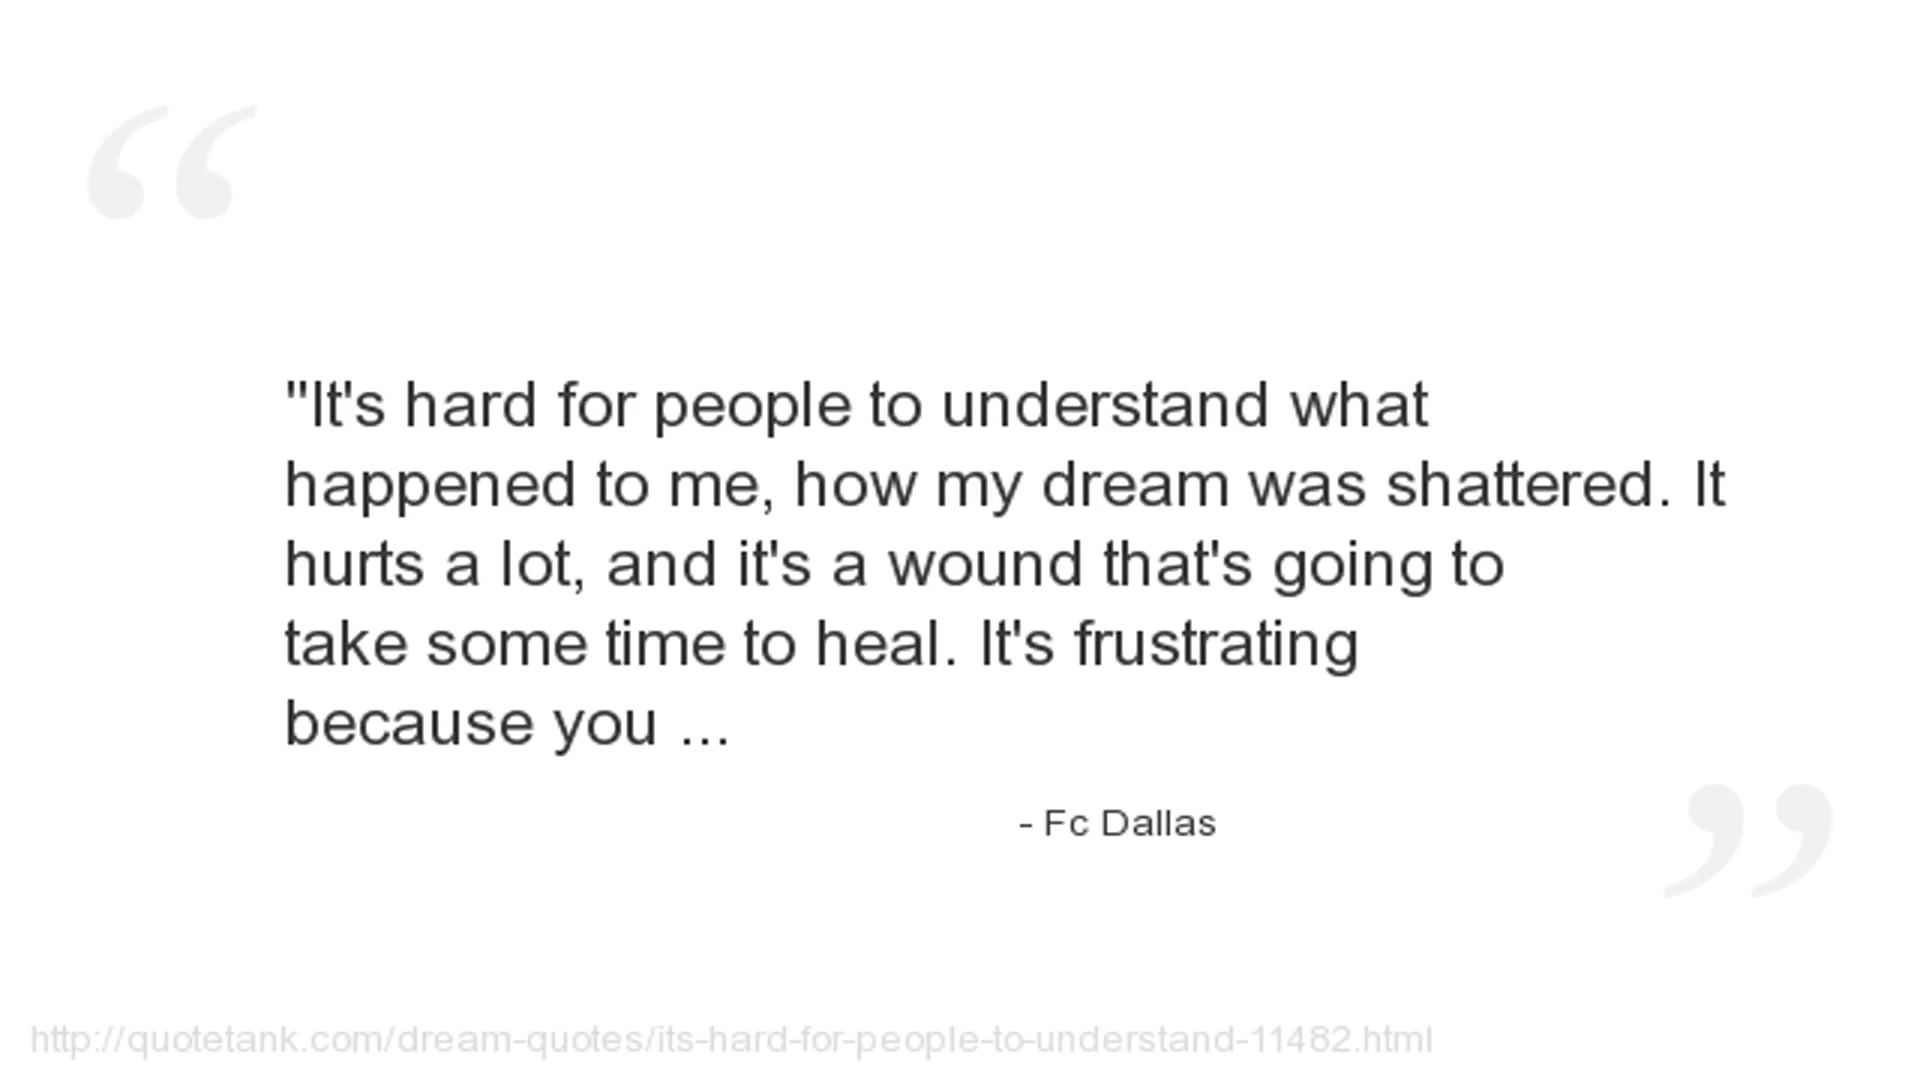 "It's hard for people to understand what
happened to me, how my dream was shattered. It
hurts a lot, and it's a wound that's going to
take some time to heal. It's frustrating
because you ...
- Fc Dallas
http://quotetank.com/dream-quotes/its-hard-for-people-to-understand-11482.html